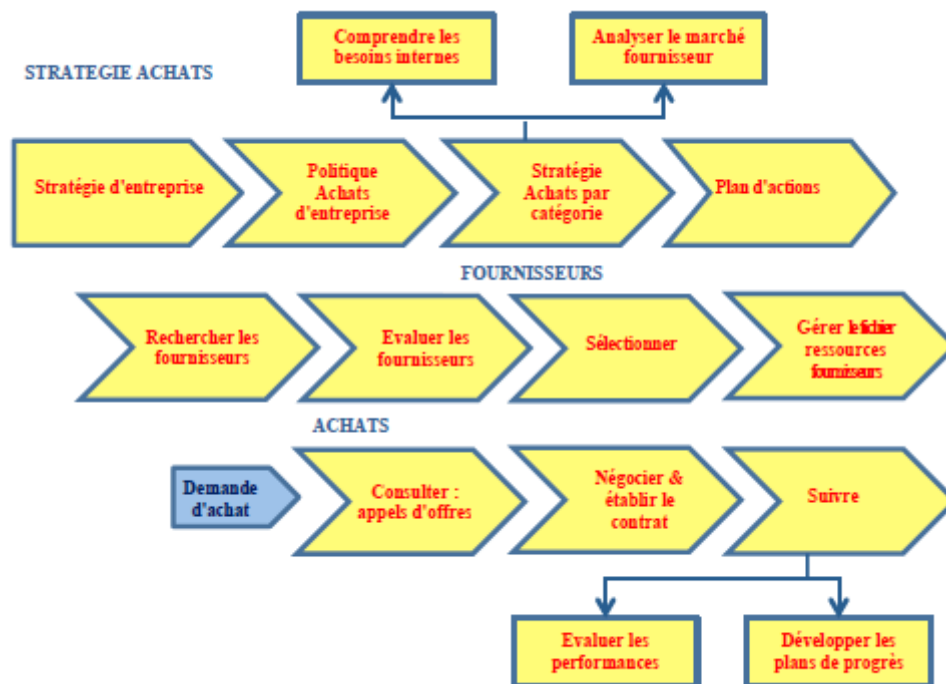 Comprendre les
besoins internes
Analyser le marché
fournisseur
STRATEGIE ACHATS
Stratégie d'entreprise
Politique
Achats
d'entreprise
Stratégie
Achats par
catégorie
Plan d'actions
FOURNISSEURS
Rechercher les
fournisseurs
Evaluer les
fournisseurs
Sélectionner
Gérer le fichier
ressources
fournisseurs
ACHATS
Demande
d'achat
Consulter :
appels d'offres
Négocier &
établir le
contrat
Suivre
Evaluer les
performances
Développer les
plans de progrès